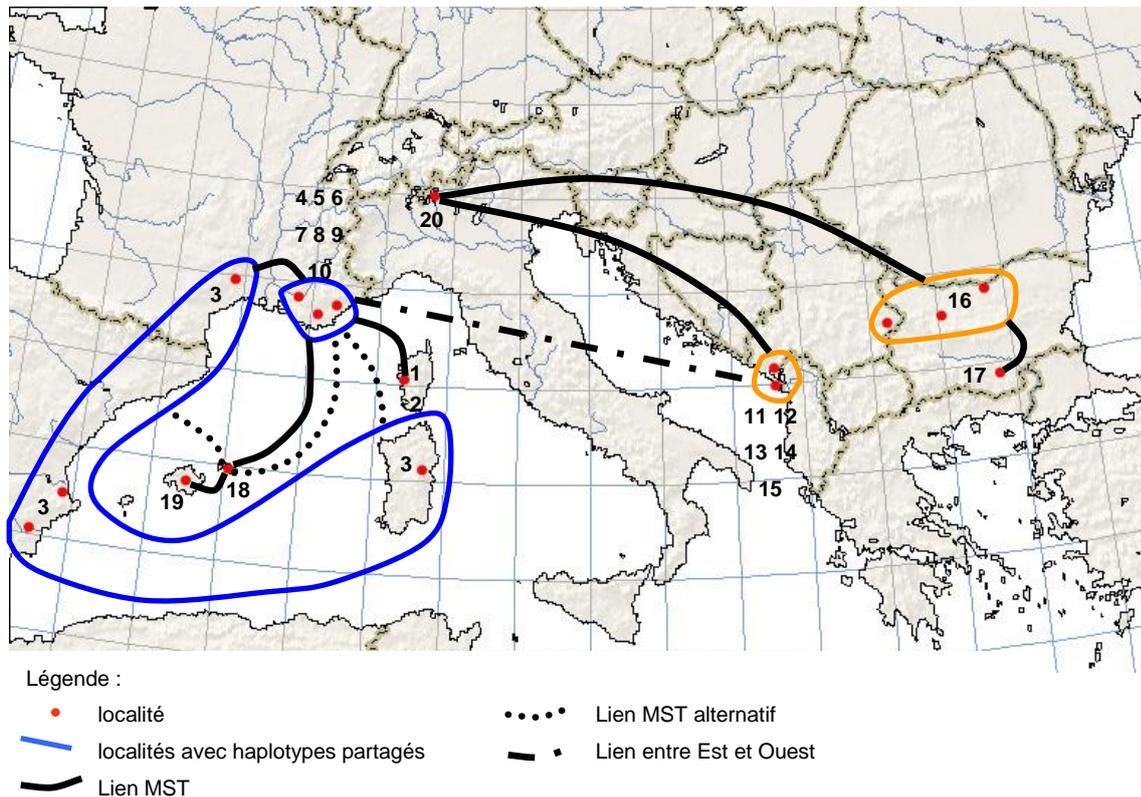 4 5 6
20
7 8 9
10
3
16
1
17
2
11 12
3
13 14
18
15
19
3
Légende :
localité
Lien MST alternatif
localités avec haplotypes partagés
Lien entre Est et Ouest
Lien MST